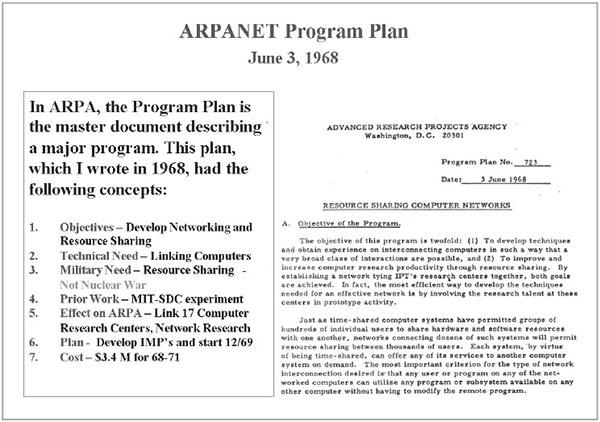 ARPANET Program Plan
June 3, 1968
In ARPA, the Program Plan is
the master document describing
a major program. This plan,
which I wrote in 1968, had the
following concepts:
1. Objectives – Develop Networking and
Resource Sharing
2. Technical Need – Linking Computers
3. Military Need – Resource Sharing -
Not Nuclear War
4. Prior Work – MIT-SDC experiment
5 Effect on ARPA – Link 17 Computer
Research Centers, Network Research
6. Plan - Develop IMP's and start 12/69
7. Cost – $3.4 M for 68-71
ADVANCED RESEARCH PROJECTS AGENCY
Washington, D. C. 20301
Program Plan No. 723
Date: 3 June 1968
RESOURCE SHARING COMPUTER NETWORKS
A. Objective of the Program.
The objective of this program is twofold: (1) To develop techniques
and obtain experience on interconnecting computers in such a way that a
very broad class of interactions are possible, and (2) To improve and
increase computer research productivity through resource sharing. By
establishing a network tying IPT's research centers together, both goals
are achieved. In fact, the most efficient way to develop the techniques
needed for an effective network is by involving the research talent at these
centers in prototype activity.
Just as time-shared computer systems have permitted groups of
hundreds of individual users to share hardware and software resources
with one another, networks connecting dozens of such systems will permit
resource sharing between thousands of users. Each system, by virtue
of being time-shared, can offer any of its services to another computer
system on demand. The most important criterion for the type of network
interconnection desired is that any user or program on any of the net-
worked computers can utilize any program or subsystem available on any
other computer without having to modify the remote program.